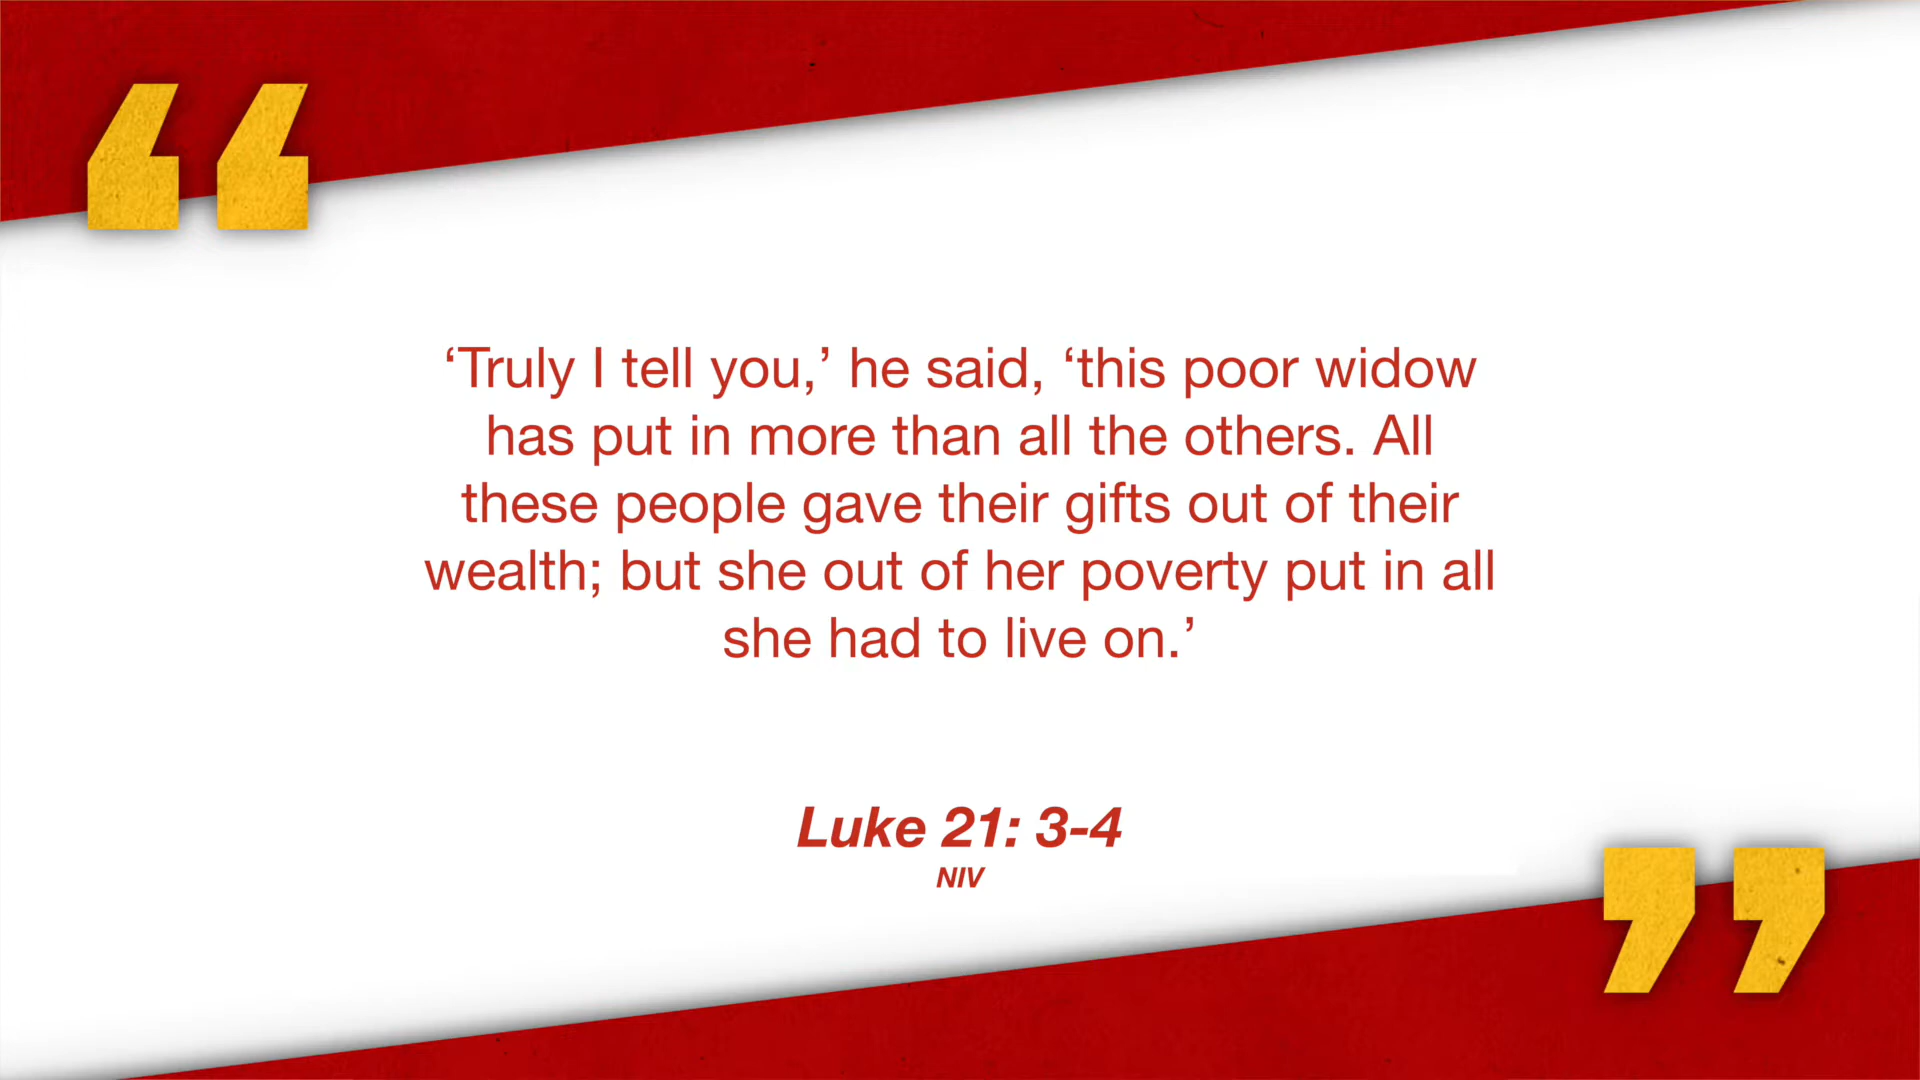 ‘Truly I tell you,’ he said, ‘this poor widow
has put in more than all the others. All
these people gave their gifts out of their
wealth; but she out of her poverty put in all
she had to live on.’
Luke 21: 3-4
NIV